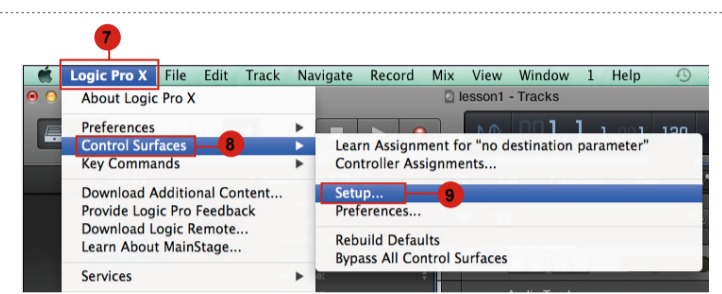 7
Logic Pro X File Edit Track Navigate Record Mix View Window 1 Help
lesson1 - Tracks
About Logic Pro X
Preferences
Control Surfaces 8
Key Commands
Learn Assignment for "no destination parameter"
Controller Assignments...
Setup... 9
Preferences...
Rebuild Defaults
Bypass All Control Surfaces
Download Additional Content...
Provide Logic Pro Feedback
Download Logic Remote...
Learn About MainStage...
Services